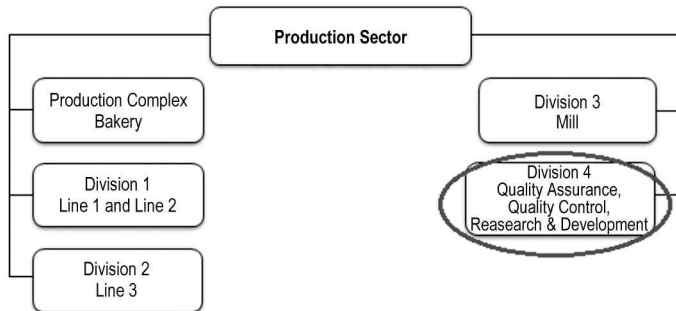 Production Sector
Production Complex
Bakery
Division 1
Line 1 and Line 2
Division 2
Line 3
Division 3
Mill
Division 4
Quality Assurance,
Quality Control,
Reasearch & Development